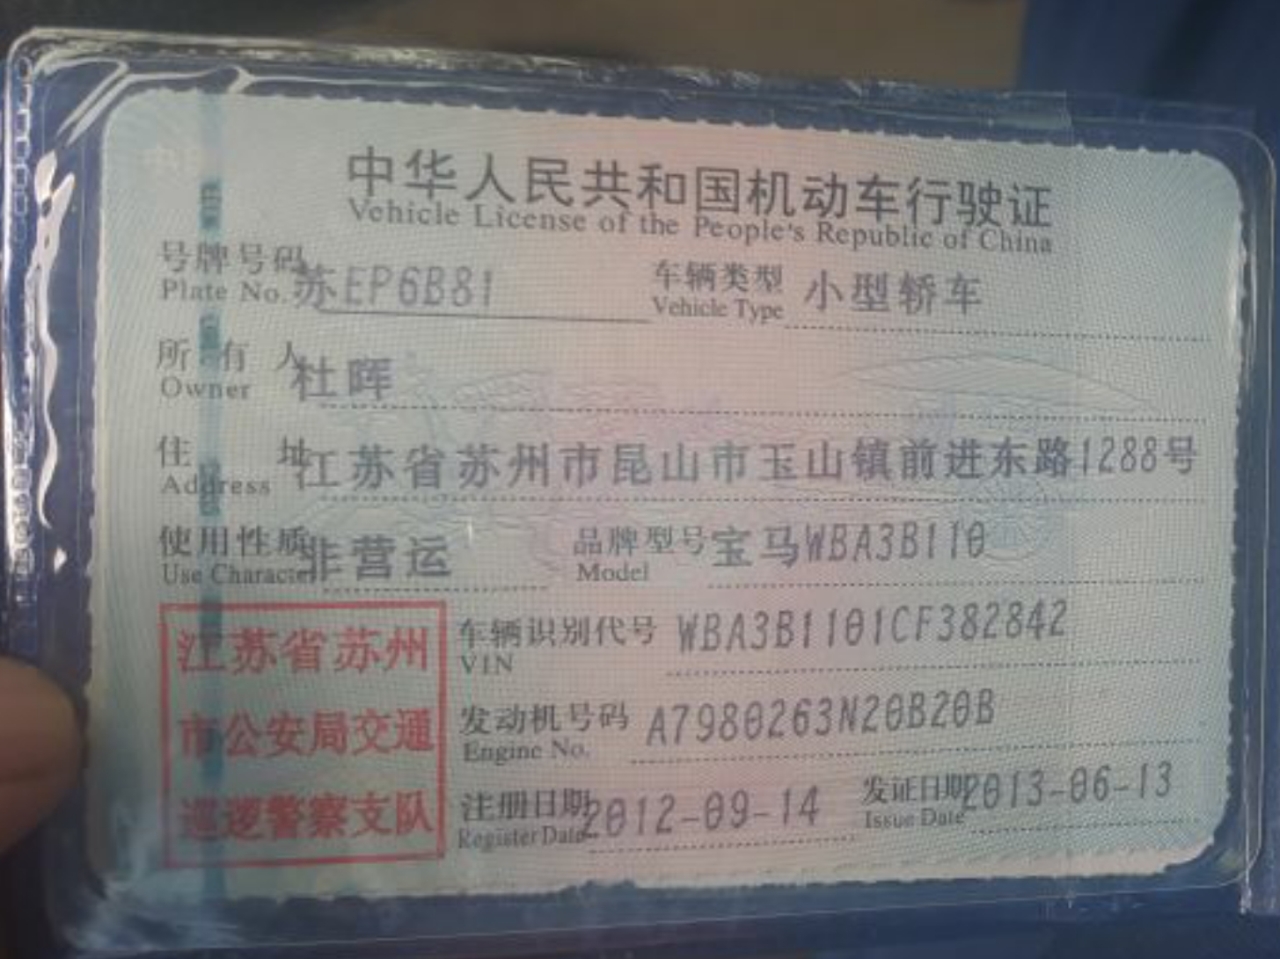 中华人民共和国机动车行驶证
Vehicle License of the People's Republic of China
号牌号码 苏EP6B81 车辆类型 小型轿车
Plate No. Vehicle Type
所有人 杜晖
Owner
住址 江苏省苏州市昆山市玉山镇前进东路1288号
Address
使用性质 非营运 品牌型号 宝马WBA3B110
Use Character Model
江苏省苏州
市公安局交通
巡逻警察支队
车辆识别代号 WBA3B1101CF382842
VIN
发动机号码 A7980263N20B20B
Engine No.
注册日期 2012-09-14 发证日期 2013-06-13
Register Date Issue Date